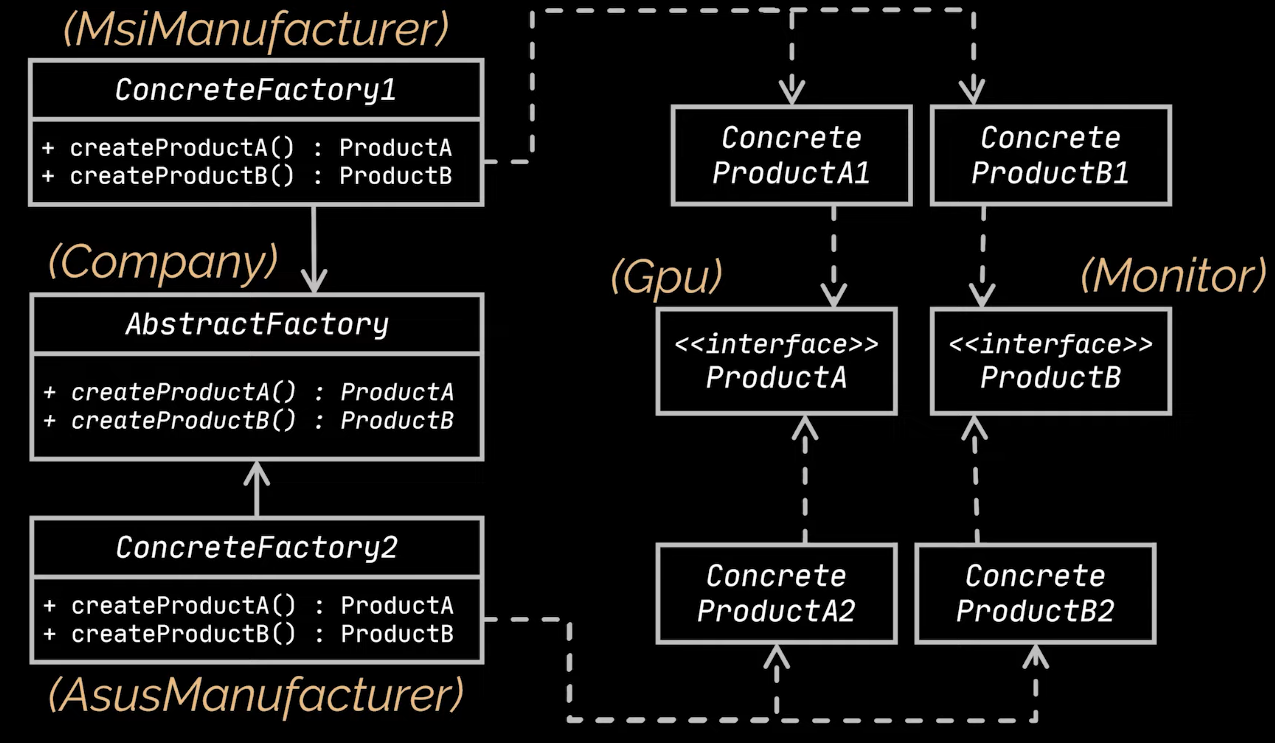 (MsiManufacturer)
ConcreteFactory1
+ createProductA() : ProductA
+ createProductB() : ProductB
(Company)
AbstractFactory
+ createProductA() : ProductA
+ createProductB() : ProductB
ConcreteFactory2
+ createProductA() : ProductA
+ createProductB() : ProductB
(AsusManufacturer)
Concrete
ProductA1
Concrete
ProductB1
(Gpu)
(Monitor)
<<interface>>
ProductA
<<interface>>
ProductB
Concrete
ProductA2
Concrete
ProductB2